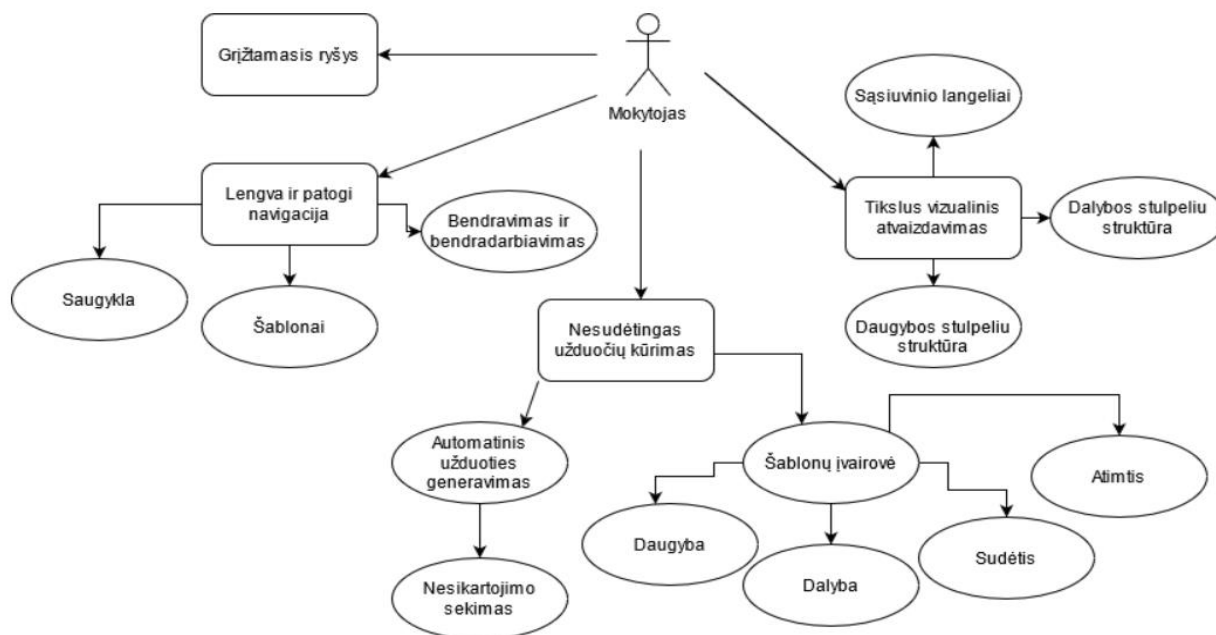 Grįžtamasis ryšys
Mokytojas
Sąsiuvinio langeliai
Lengva ir patogi
navigacija
Bendravimas ir
bendradarbiavimas
Tikslus vizualinis
atvaizdavimas
Dalybos stulpeliu
struktūra
Saugykla
Šablonai
Nesudėtingas
užduočių kūrimas
Daugybos stulpeliu
struktūra
Automatinis
užduoties
generavimas
Šablonų įvairovė
Atimtis
Daugyba
Dalyba
Sudėtis
Nesikartojimo
sekimas